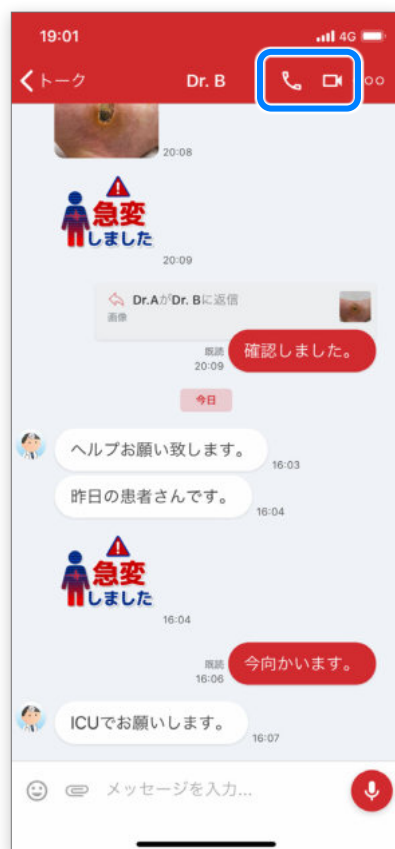 19:01
4G
トーク
Dr. B
20:08
急変
しました
20:09
Dr.AがDr. Bに返信
画像
既読
20:09
確認しました。
今日
ヘルプお願い致します。
16:03
昨日の患者さんです。
16:04
急変
しました
16:04
既読
16:06
今向かいます。
ICUでお願いします。
16:07
メッセージを入力...